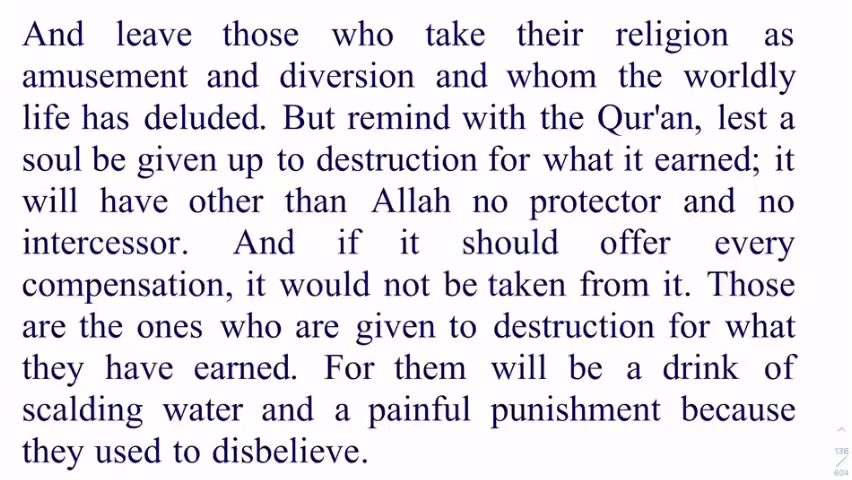 And leave those who take their religion as
amusement and diversion and whom the worldly
life has deluded. But remind with the Qur'an, lest a
soul be given up to destruction for what it earned; it
will have other than Allah no protector and no
intercessor. And if it should offer every
compensation, it would not be taken from it. Those
are the ones who are given to destruction for what
they have earned. For them will be a drink of
scalding water and a painful punishment because
they used to disbelieve.
136
604